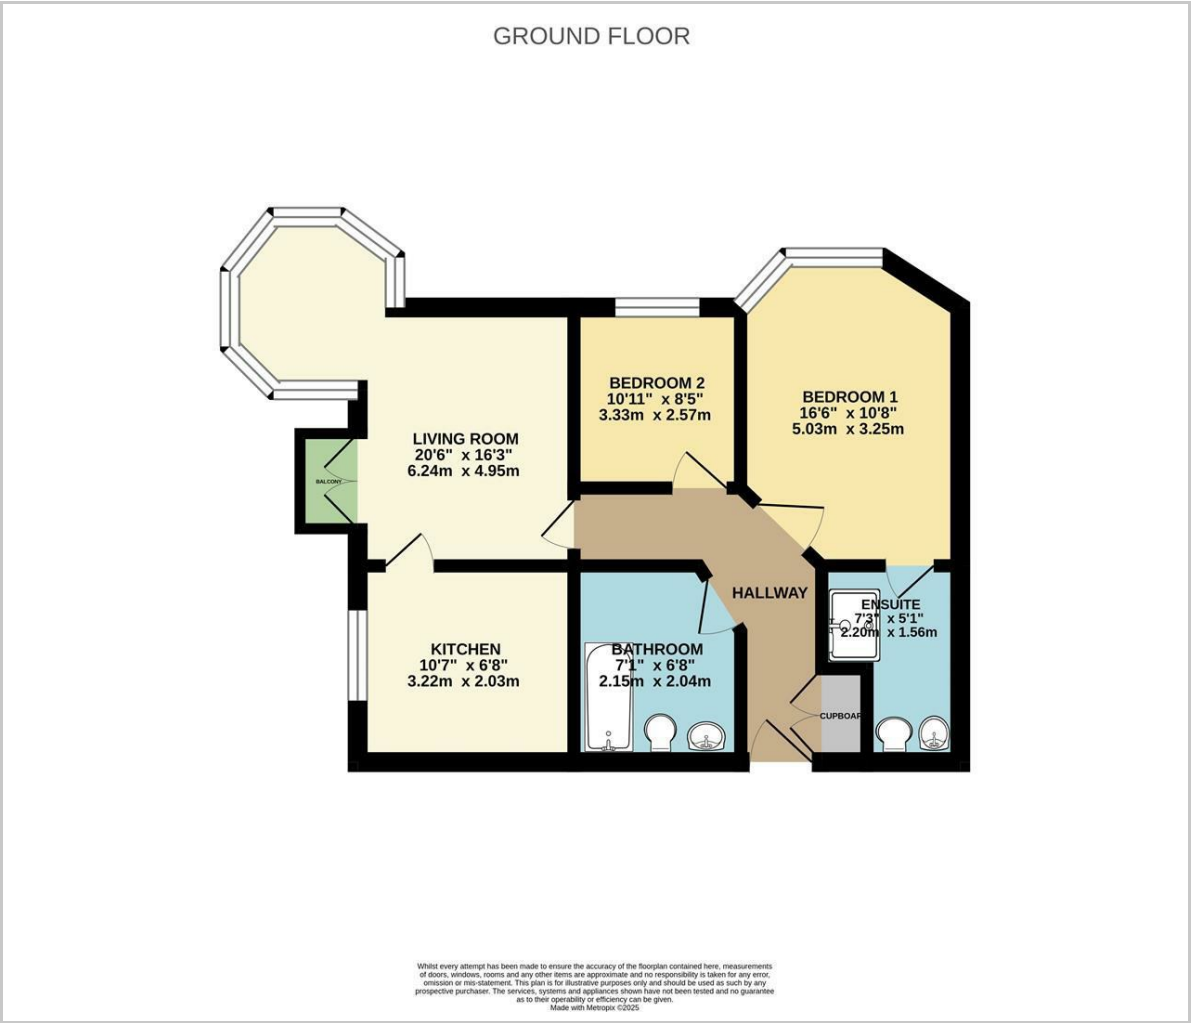 GROUND FLOOR
BEDROOM 2
10'11" x 8'5"
3.33m x 2.57m
BEDROOM 1
16'6" x 10'8"
5.03m x 3.25m
LIVING ROOM
20'6" x 16'3"
6.24m x 4.95m
BALCONY
HALLWAY
ENSUITE
7'3" x 5'1"
2.20m x 1.56m
KITCHEN
10'7" x 6'8"
3.22m x 2.03m
BATHROOM
7'1" x 6'8"
2.15m x 2.04m
CUPBOAR
Whilst every attempt has been made to ensure the accuracy of the floorplan contained here, measurements
of doors, windows, rooms and any other items are approximate and no responsibility is taken for any error,
omission or mis-statement. This plan is for illustrative purposes only and should be used as such by any
prospective purchaser. The services, systems and appliances shown have not been tested and no guarantee
as to their operability or efficiency can be given.
Made with Metropix ©2025